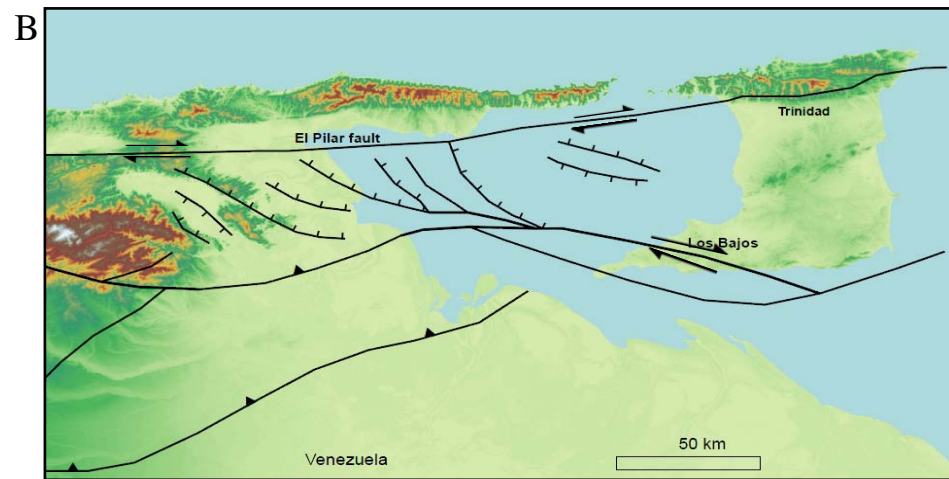 B
Trinidad
El Pilar fault
Los Bajos
50 km
Venezuela